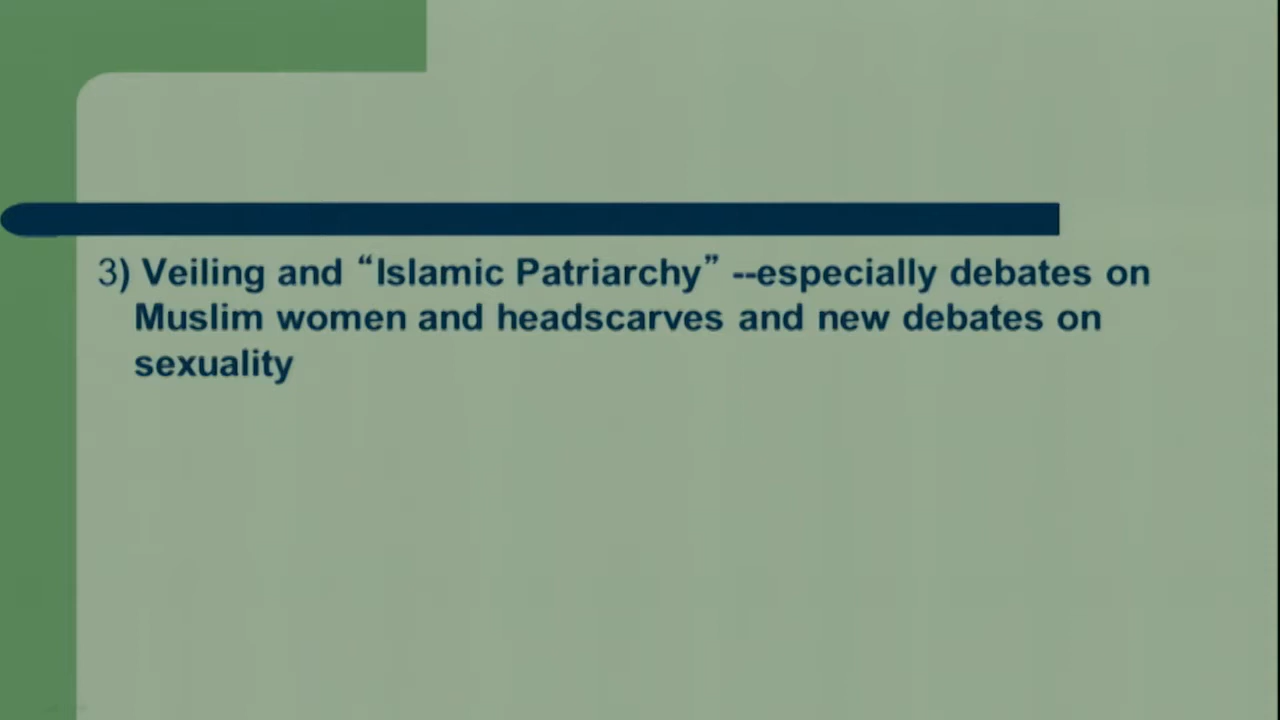 3) Veiling and “Islamic Patriarchy” --especially debates on
Muslim women and headscarves and new debates on
sexuality